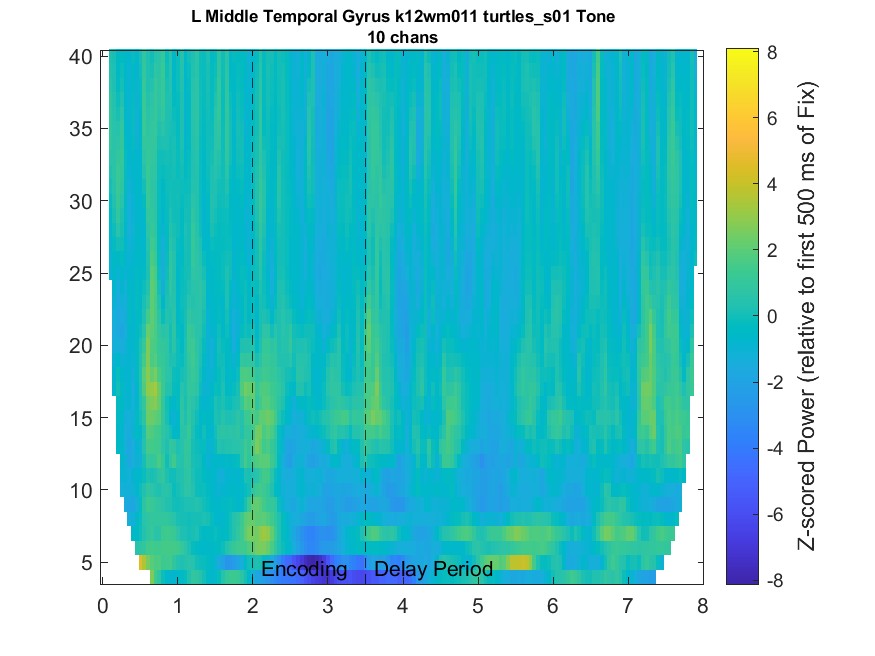 L Middle Temporal Gyrus k12wm011 turtles_s01 Tone
10 chans
40
35
30
25
20
15
10
5
Encoding
Delay Period
0 1 2 3 4 5 6 7 8
8
6
4
2
0
-2
-4
-6
-8
Z-scored Power (relative to first 500 ms of Fix)